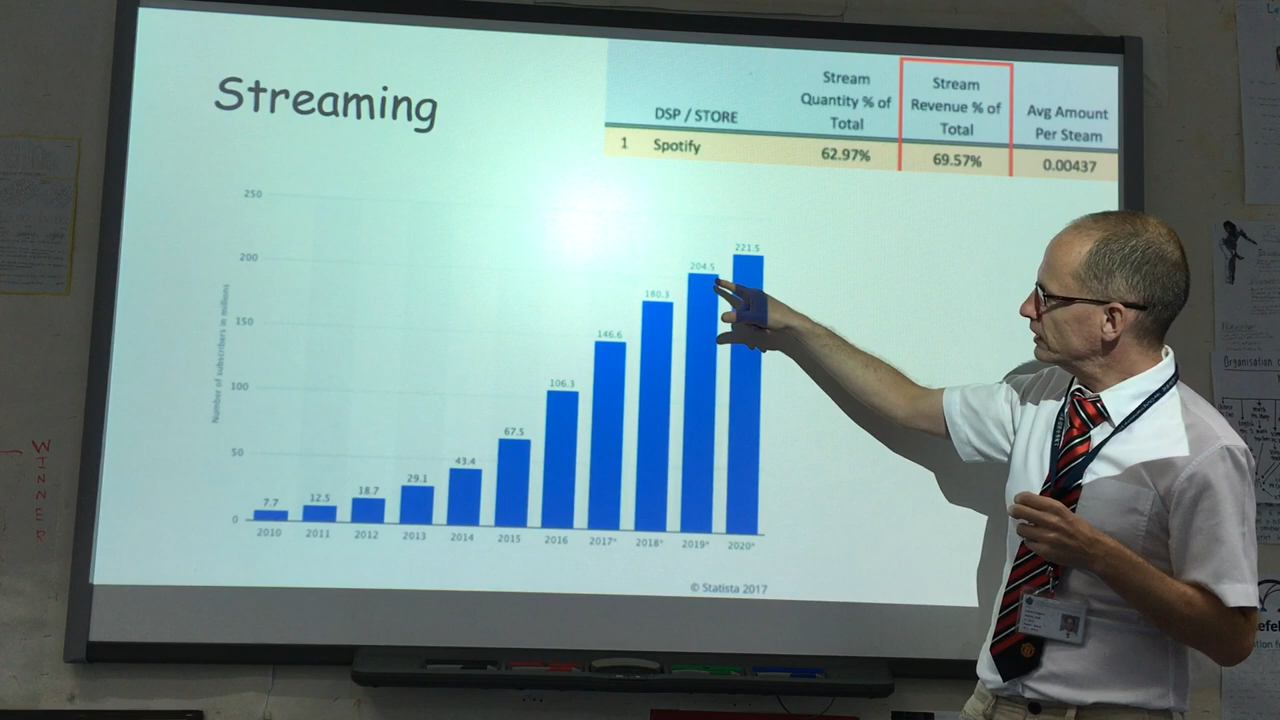 Streaming
DSP / STORE
Stream
Quantity % of
Total
Stream
Revenue % of
Total
Avg Amount
Per Steam
1 Spotify 62.97% 69.57% 0.00437
Number of subscribers in millions
250
200
150
100
50
0
7.7
12.5
18.7
29.1
43.4
67.5
106.3
146.6
180.3
204.5
221.5
2010 2011 2012 2013 2014 2015 2016 2017* 2018* 2019* 2020*
© Statista 2017
WINNER
Organisation